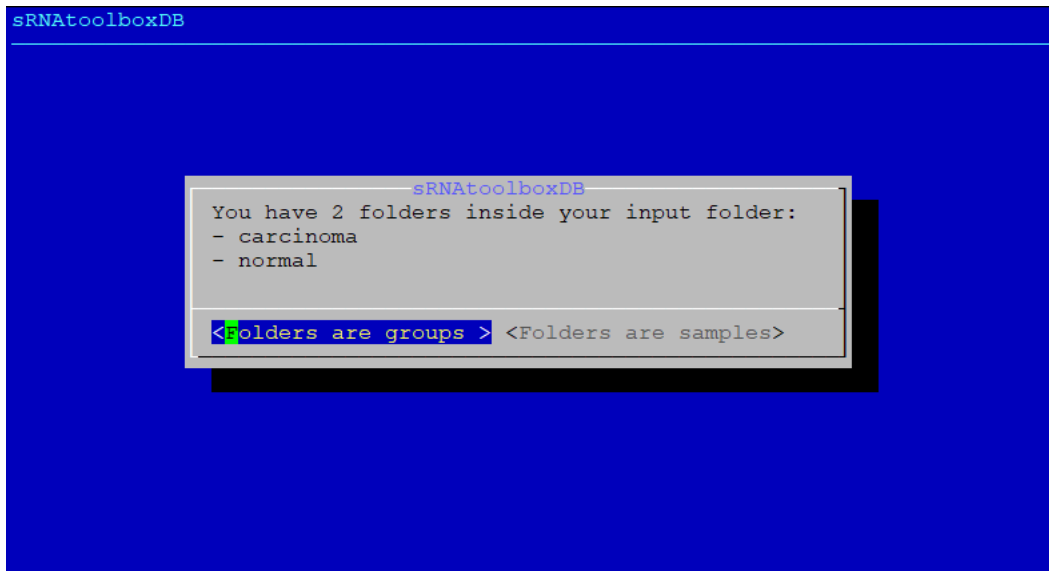 sRNAtoolboxDB
sRNAtoolboxDB
You have 2 folders inside your input folder:
- carcinoma
- normal
<Folders are groups > <Folders are samples>